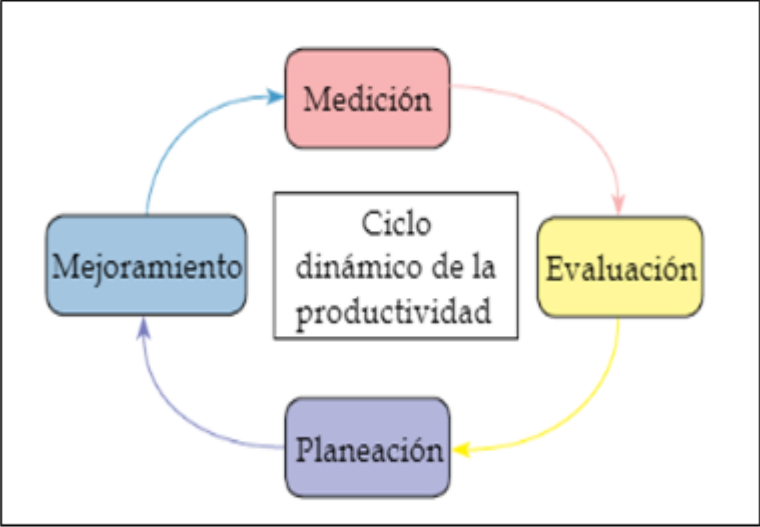 Medición
Ciclo
dinámico de la
productividad
Mejoramiento
Evaluación
Planeación